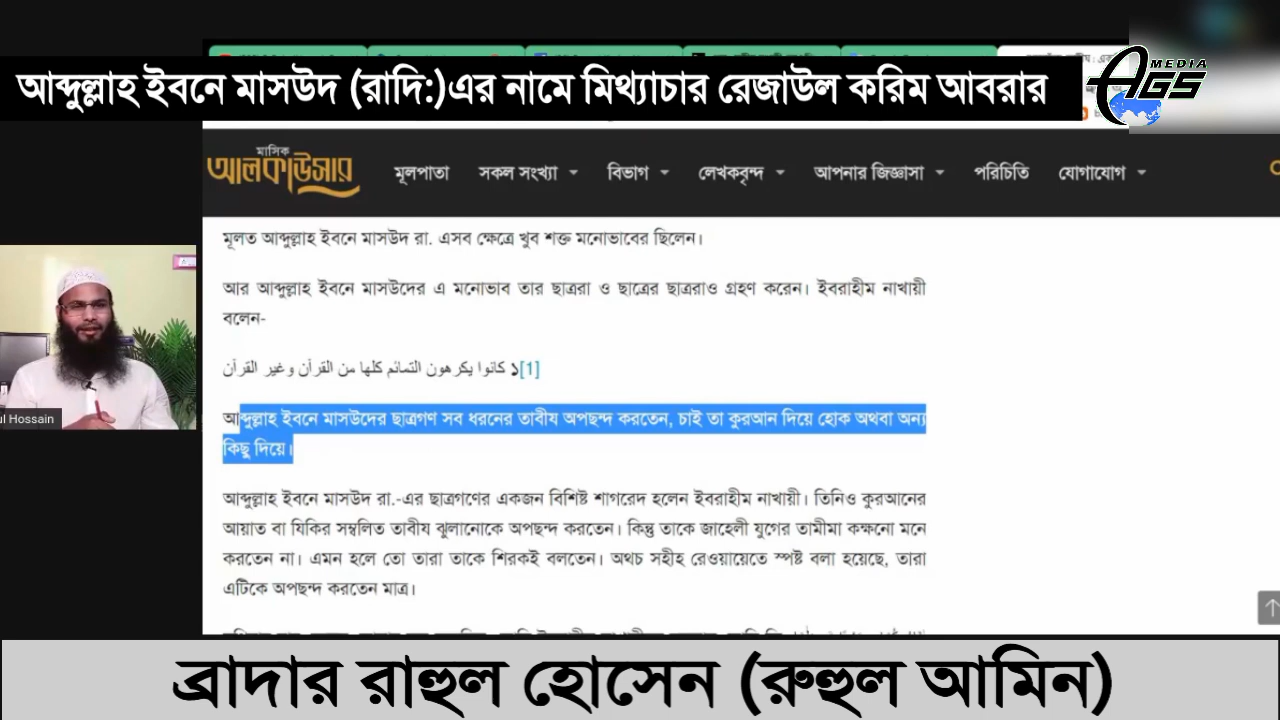 আব্দুল্লাহ ইবনে মাসউদ (রাদি:)এর নামে মিথ্যাচার রেজাউল করিম আবরার
AGS MEDIA
মাসিক
আলকাউসার
মূলপাতা সকল সংখ্যা বিভাগ লেখকবৃন্দ আপনার জিজ্ঞাসা পরিচিতি যোগাযোগ
মূলত আব্দুল্লাহ ইবনে মাসউদ রা. এসব ক্ষেত্রে খুব শক্ত মনোভাবের ছিলেন।
আর আব্দুল্লাহ ইবনে মাসউদের এ মনোভাব তার ছাত্ররা ও ছাত্রের ছাত্ররাও গ্রহণ করেন। ইবরাহীম নাখায়ী
বলেন-
كانوا يكرهون التمائم كلها من القرآن وغير القرآن ১[1]
আব্দুল্লাহ ইবনে মাসউদের ছাত্রগণ সব ধরনের তাবীয অপছন্দ করতেন, চাই তা কুরআন দিয়ে হোক অথবা অন্য
কিছু দিয়ে।
আব্দুল্লাহ ইবনে মাসউদ রা.-এর ছাত্রগণের একজন বিশিষ্ট শাগরেদ হলেন ইবরাহীম নাখায়ী। তিনিও কুরআনের
আয়াত বা যিকির সম্বলিত তাবীয ঝুলানোকে অপছন্দ করতেন। কিন্তু তাকে জাহেলী যুগের তামীমা কক্ষনো মনে
করতেন না। এমন হলে তো তারা তাকে শিরকই বলতেন। অথচ সহীহ রেওয়ায়েতে স্পষ্ট বলা হয়েছে, তারা
এটিকে অপছন্দ করতেন মাত্র।
ul Hossain
ব্রাদার রাহুল হোসেন (রুহুল আমিন)